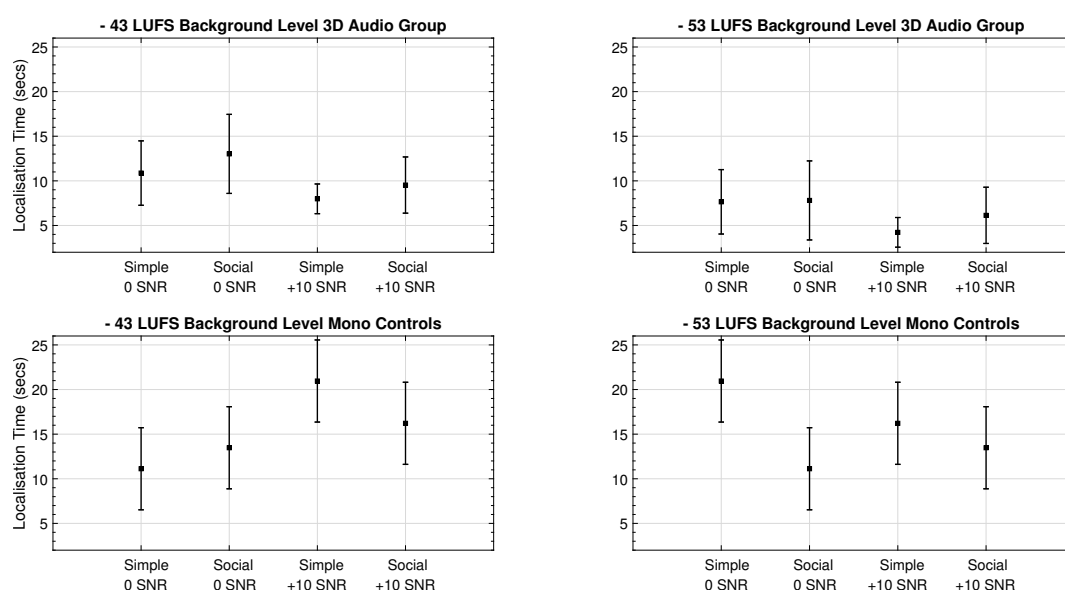 - 43 LUFS Background Level 3D Audio Group
25
20
15
10
5
Localisation Time (secs)
Simple Social Simple Social
0 SNR 0 SNR +10 SNR +10 SNR
- 53 LUFS Background Level 3D Audio Group
25
20
15
10
5
Simple Social Simple Social
0 SNR 0 SNR +10 SNR +10 SNR
- 43 LUFS Background Level Mono Controls
25
20
15
10
5
Localisation Time (secs)
Simple Social Simple Social
0 SNR 0 SNR +10 SNR +10 SNR
- 53 LUFS Background Level Mono Controls
25
20
15
10
5
Simple Social Simple Social
0 SNR 0 SNR +10 SNR +10 SNR